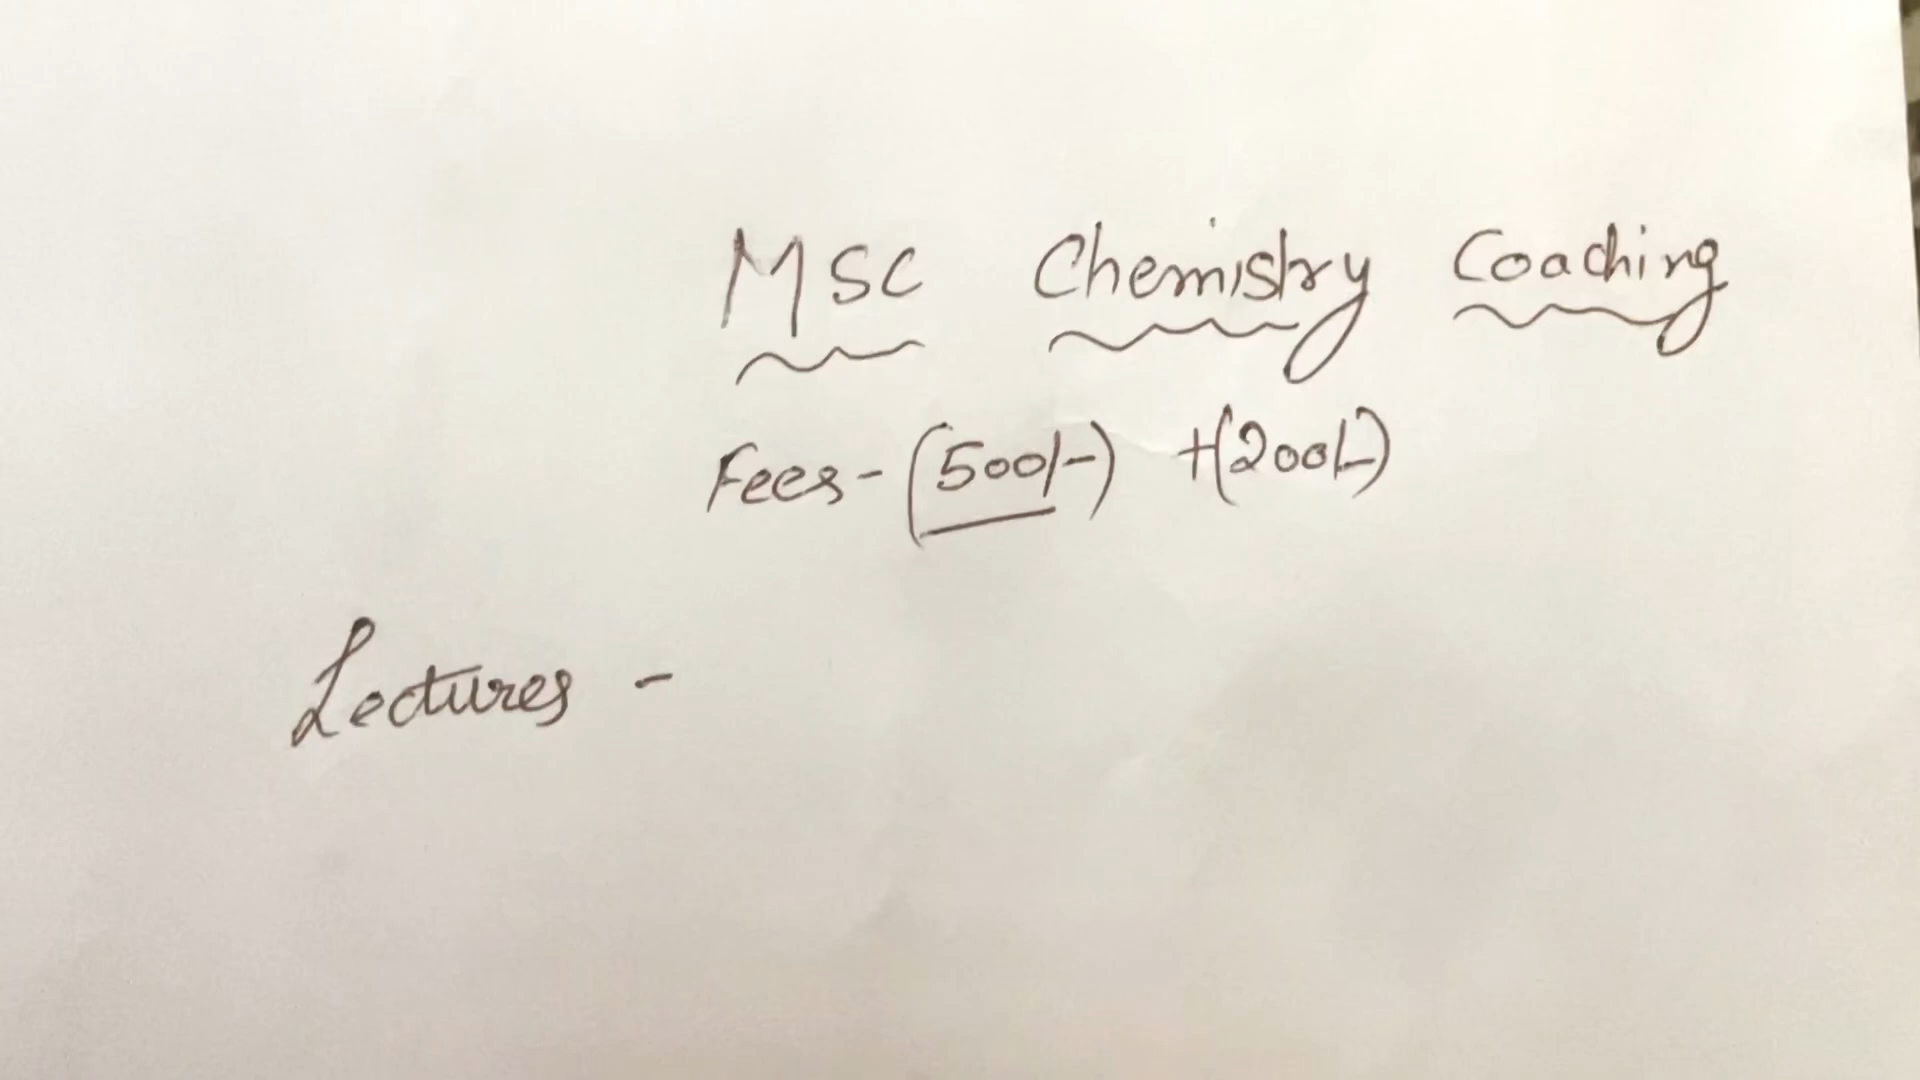 MSC Chemistry Coaching
Fees - (500/-) +(200/-)
Lectures -